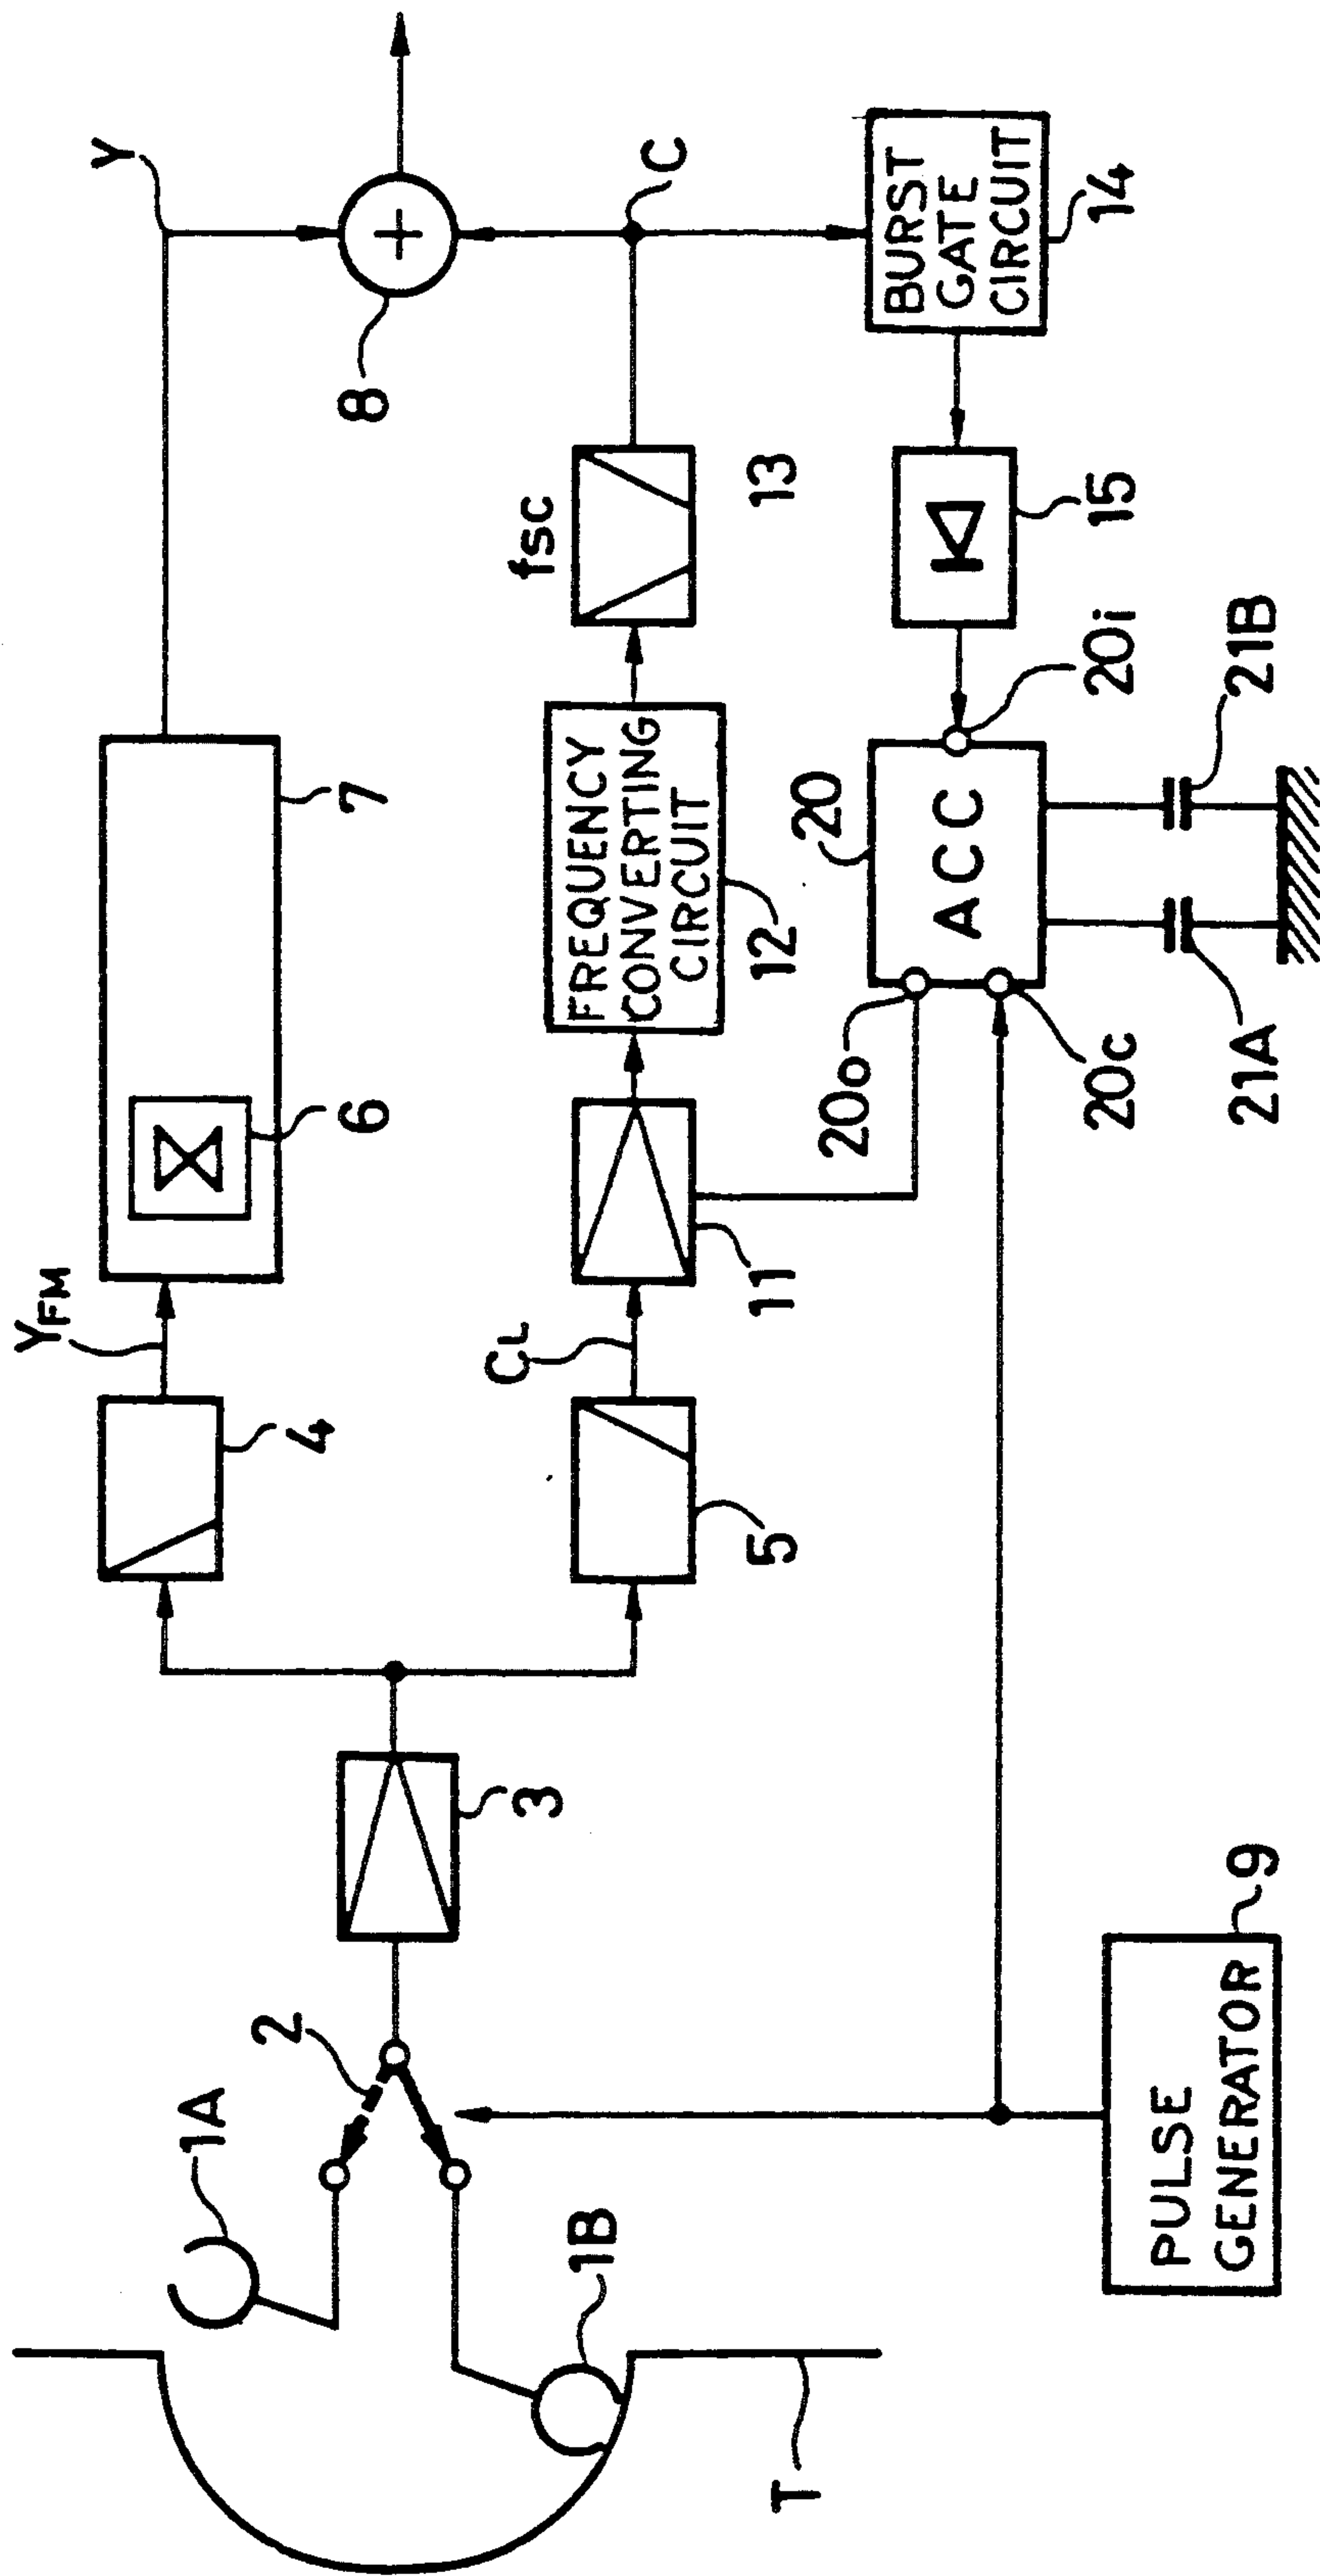 1A
2
1B
T
3
4
5
YFM
CL
6
7
11
FREQUENCY
CONVERTING
CIRCUIT
12
fsc
13
Y
8
C
BURST
GATE
CIRCUIT
14
15
20i
20
ACC
20o
20c
21A
21B
PULSE
GENERATOR
9